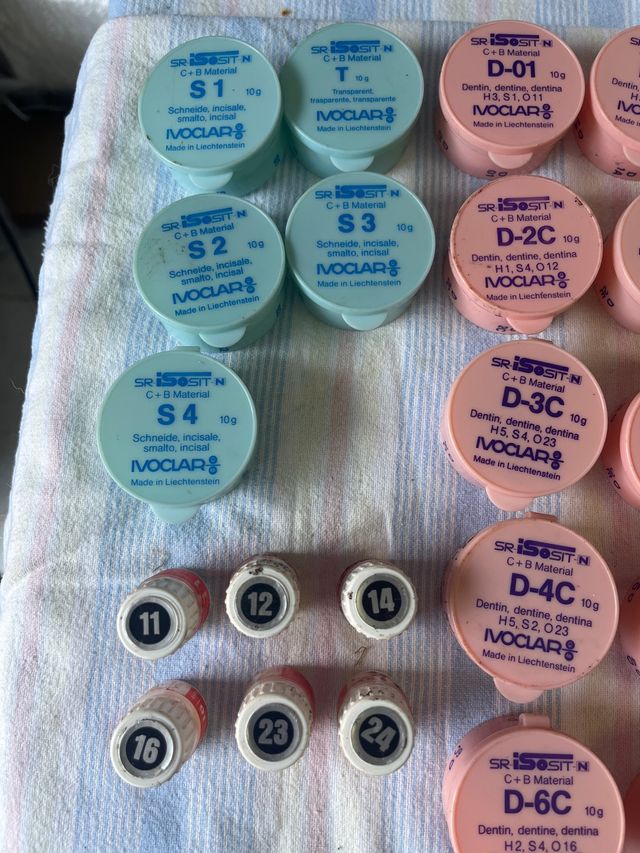 SR-iSOSIT-N
C+B Material
S 1 10g
Schneide, incisale,
smalto, incisal
IVOCLAR
Made in Liechtenstein
SR-iSOSIT-N
C+B Material
T 10g
Transparent,
trasparente, transparente
IVOCLAR
Made in Liechtenstein
SR-iSOSIT-N
C+B Material
D-01 10g
Dentin, dentine, dentina
H3, S1, O11
IVOCLAR
Made in Liechtenstein
SR-iSOSIT-N
C+B Material
S 2 10g
Schneide, incisale,
smalto, incisal
IVOCLAR
Made in Liechtenstein
SR-iSOSIT-N
C+B Material
S 3 10g
Schneide, incisale,
smalto, incisal
IVOCLAR
Made in Liechtenstein
SR-iSOSIT-N
C+B Material
D-2C 10g
Dentin, dentine, dentina
H1, S4, O12
IVOCLAR
Made in Liechtenstein
SR-iSOSIT-N
C+B Material
S 4 10g
Schneide, incisale,
smalto, incisal
IVOCLAR
Made in Liechtenstein
SR-iSOSIT-N
C+B Material
D-3C 10g
Dentin, dentine, dentina
H5, S4, O23
IVOCLAR
Made in Liechtenstein
SR-iSOSIT-N
C+B Material
D-4C 10g
Dentin, dentine, dentina
H5, S2, O23
IVOCLAR
Made in Liechtenstein
11
12
14
16
23
24
SR-iSOSIT-N
C+B Material
D-6C 10g
Dentin, dentine, dentina
H2, S4, O16